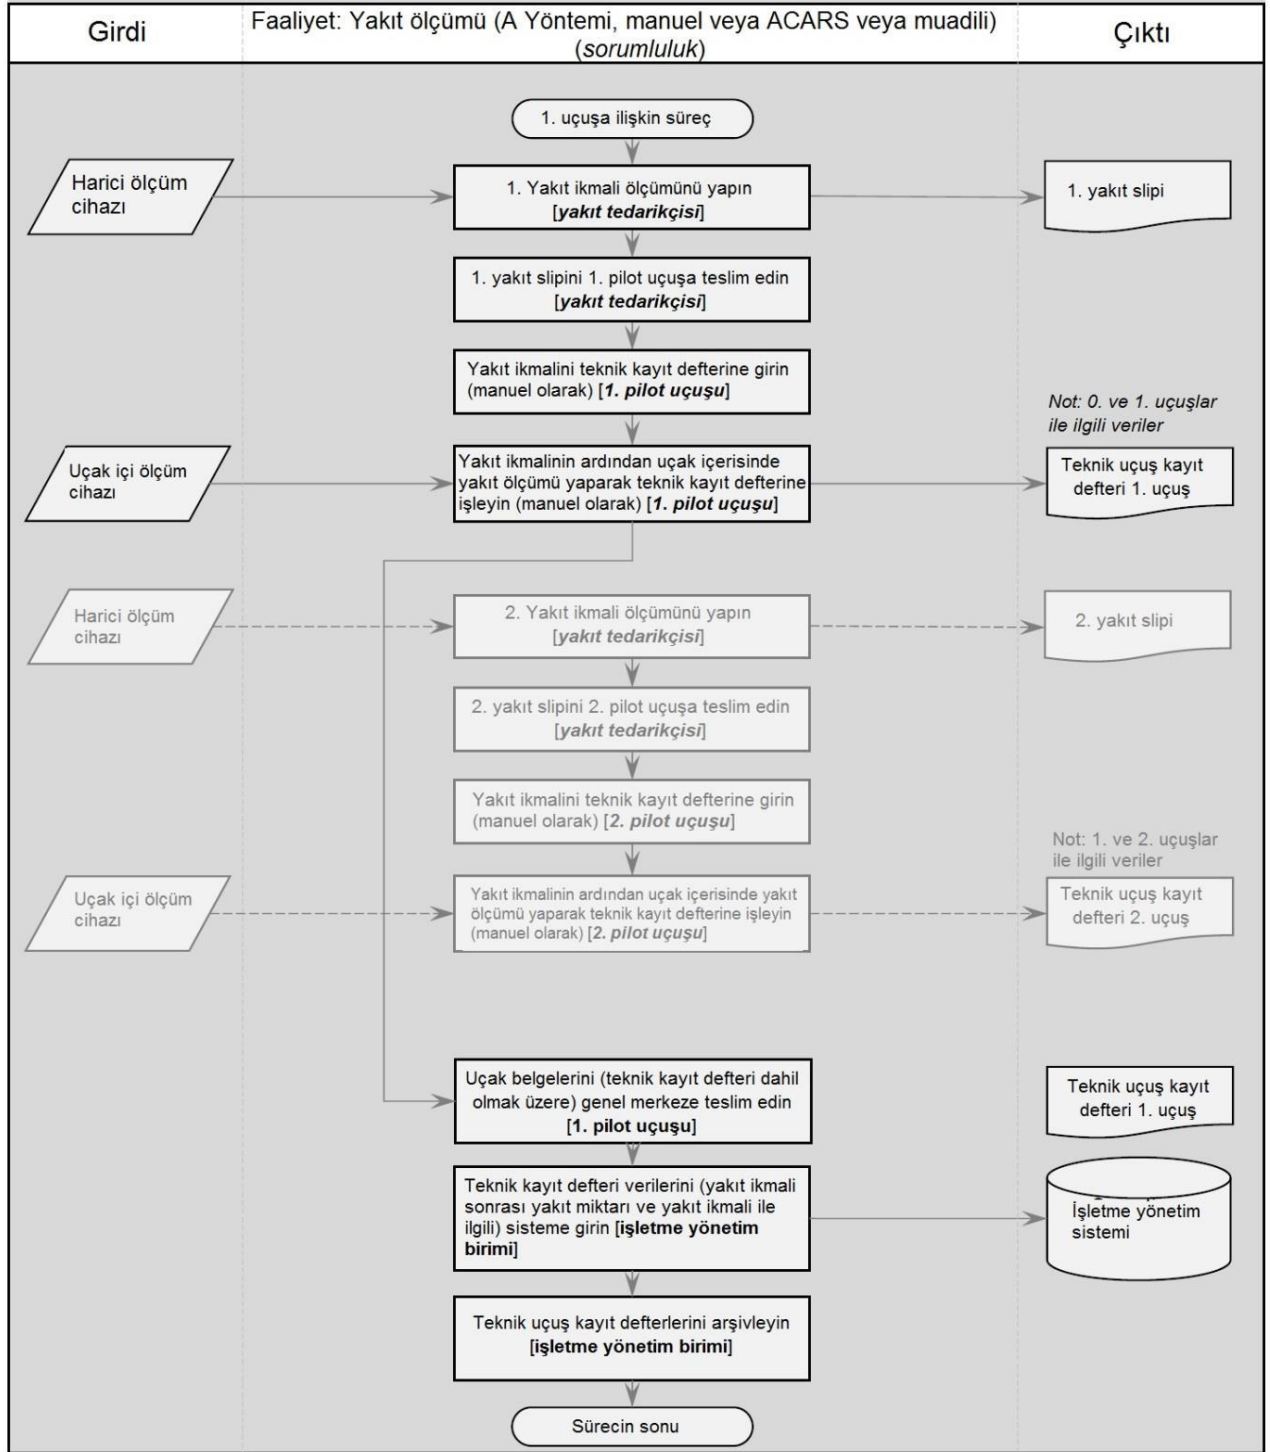 Girdi
Faaliyet: Yakıt ölçümü (A Yöntemi, manuel veya ACARS veya muadili)
(sorumluluk)
Çıktı
1. uçuşa ilişkin süreç
Harici ölçüm
cihazı
1. Yakıt ikmali ölçümünü yapın
[yakıt tedarikçisi]
1. yakıt slipi
1. yakıt slipini 1. pilot uçuşa teslim edin
[yakıt tedarikçisi]
Yakıt ikmalini teknik kayıt defterine girin
(manuel olarak) [1. pilot uçuşu]
Not: 0. ve 1. uçuşlar
ile ilgili veriler
Uçak içi ölçüm
cihazı
Yakıt ikmalinin ardından uçak içerisinde
yakıt ölçümü yaparak teknik kayıt defterine
işleyin (manuel olarak) [1. pilot uçuşu]
Teknik uçuş kayıt
defteri 1. uçuş
Harici ölçüm
cihazı
2. Yakıt ikmali ölçümünü yapın
[yakıt tedarikçisi]
2. yakıt slipi
2. yakıt slipini 2. pilot uçuşa teslim edin
[yakıt tedarikçisi]
Yakıt ikmalini teknik kayıt defterine girin
(manuel olarak) [2. pilot uçuşu]
Not: 1. ve 2. uçuşlar
ile ilgili veriler
Uçak içi ölçüm
cihazı
Yakıt ikmalinin ardından uçak içerisinde yakıt
ölçümü yaparak teknik kayıt defterine işleyin
(manuel olarak) [2. pilot uçuşu]
Teknik uçuş kayıt
defteri 2. uçuş
Uçak belgelerini (teknik kayıt defteri dahil
olmak üzere) genel merkeze teslim edin
[1. pilot uçuşu]
Teknik uçuş kayıt
defteri 1. uçuş
Teknik kayıt defteri verilerini (yakıt ikmali
sonrası yakıt miktarı ve yakıt ikmali ile
ilgili) sisteme girin [işletme yönetim
birimi]
İşletme yönetim
sistemi
Teknik uçuş kayıt defterlerini arşivleyin
[işletme yönetim birimi]
Sürecin sonu